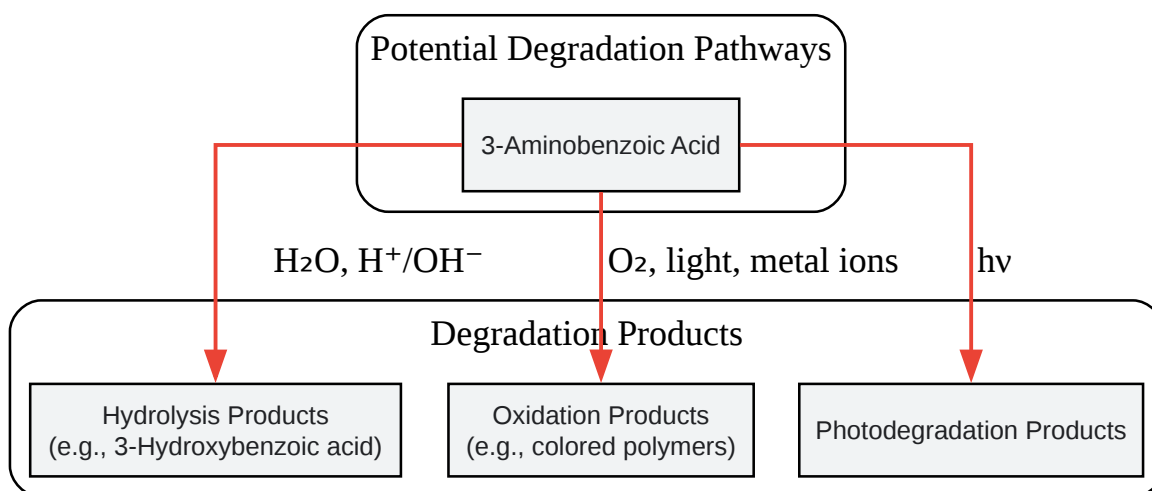 Potential Degradation Pathways
3-Aminobenzoic Acid
H₂O, H⁺/OH⁻
O₂, light, metal ions
hν
Degradation Products
Hydrolysis Products
(e.g., 3-Hydroxybenzoic acid)
Oxidation Products
(e.g., colored polymers)
Photodegradation Products